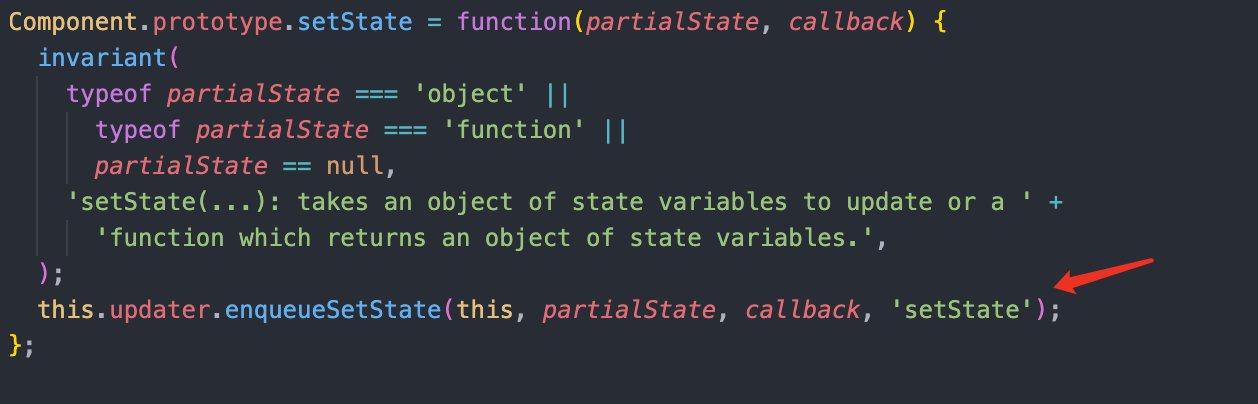 Component.prototype.setState = function(partialState, callback) {
  invariant(
    typeof partialState === 'object' ||
      typeof partialState === 'function' ||
      partialState == null,
    'setState(...): takes an object of state variables to update or a ' +
      'function which returns an object of state variables.',
  );
  this.updater.enqueueSetState(this, partialState, callback, 'setState');
};